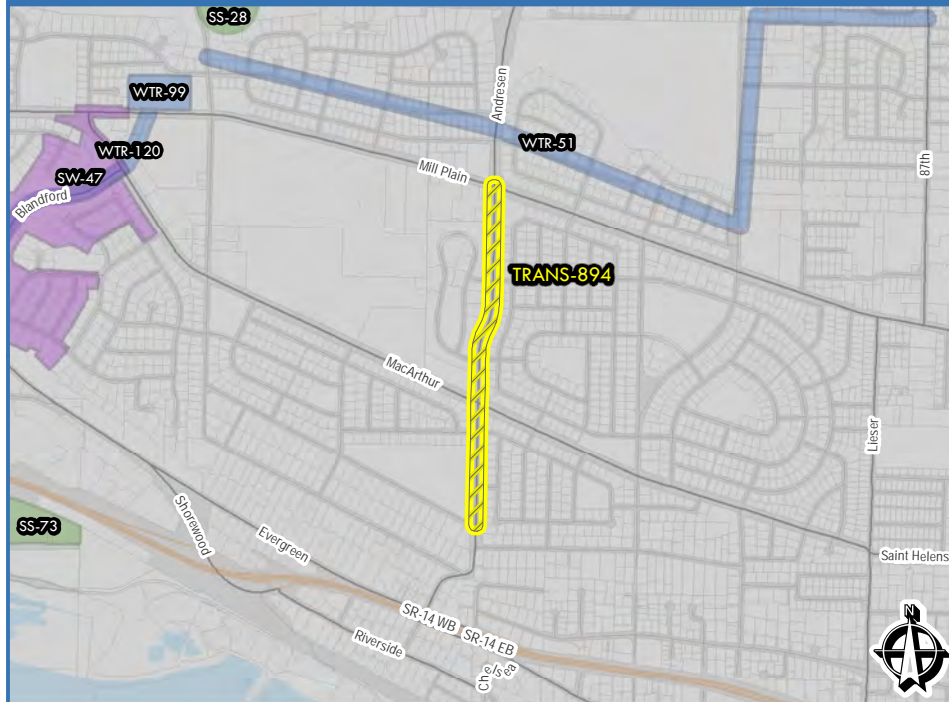 SS-28
Andresen
WTR-99
WTR-120
WTR-51
Mill Plain
87th
SW-47
Blandford
TRANS-894
MacArthur
Lieser
Shorewood
SS-73
Evergreen
Saint Helens
SR-14 WB
SR-14 EB
Riverside
Chelsea
N